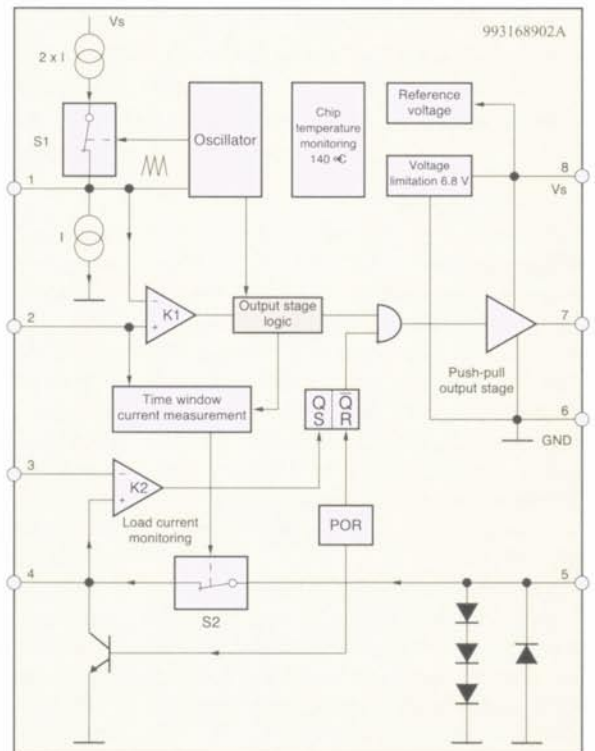 993168902A
Vs
2 x I
S1
Oscillator
Chip
temperature
monitoring
140 °C
Reference
voltage
Voltage
limitation 6.8 V
8
Vs
1
I
2
K1
Output stage
logic
7
Push-pull
output stage
Time window
current measurement
Q Q
S R
6
GND
3
K2
Load current
monitoring
POR
4
S2
5